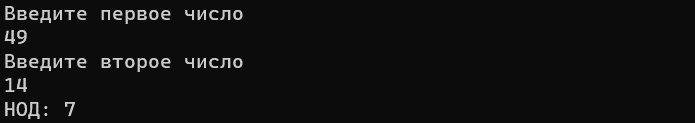 Введите первое число
49
Введите второе число
14
НОД: 7